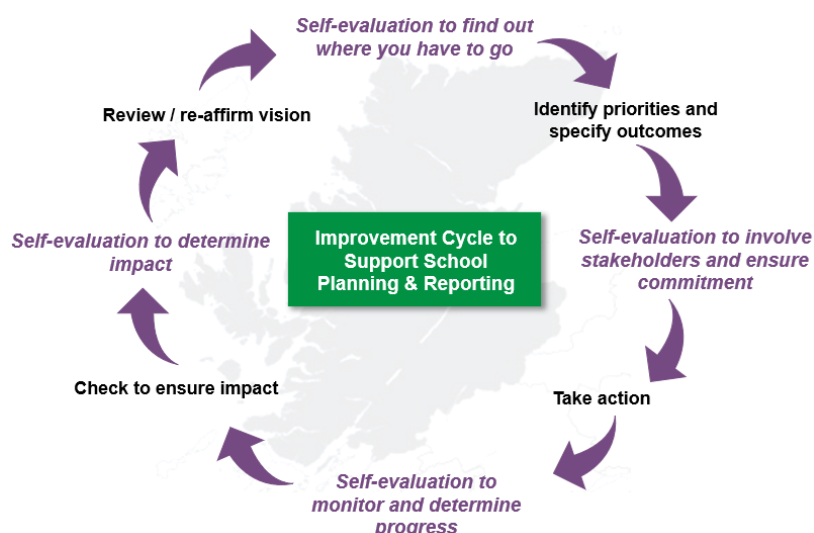 Self-evaluation to find out
where you have to go
Review / re-affirm vision
Identify priorities and
specify outcomes
Self-evaluation to determine
impact
Improvement Cycle to
Support School
Planning & Reporting
Self-evaluation to involve
stakeholders and ensure
commitment
Check to ensure impact
Take action
Self-evaluation to
monitor and determine
progress